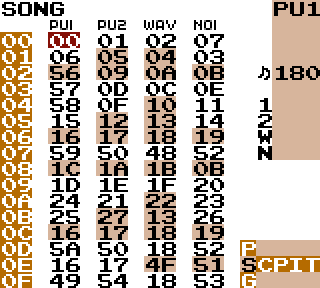 SONG PU1
PU1 PU2 WAV NOI
00 00 01 02 07
01 06 05 04 03
02 56 09 0A 0B ♫180
03 57 0D 0C 0E
04 58 0F 10 11 1
05 15 12 13 14 2
06 16 17 18 19 W
07 59 50 48 52 N
08 1C 1A 1B 0B
09 1D 1E 1F 20
0A 24 21 22 23
0B 25 27 13 26
0C 16 17 18 19
0D 5A 50 18 52 P
0E 16 17 4F 51 SCPIT
0F 49 54 18 53 G